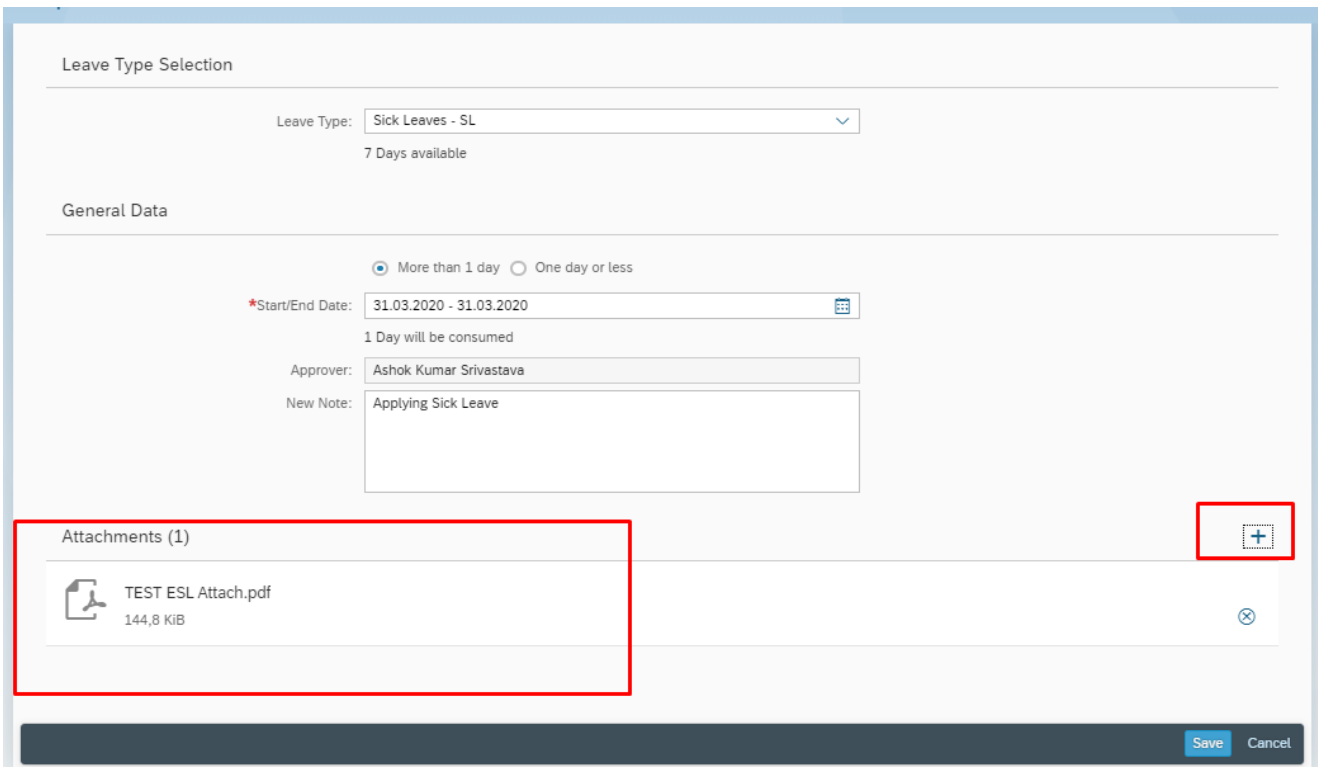 Leave Type Selection
Leave Type: Sick Leaves - SL
7 Days available
General Data
More than 1 day One day or less
*Start/End Date: 31.03.2020 - 31.03.2020
1 Day will be consumed
Approver: Ashok Kumar Srivastava
New Note: Applying Sick Leave
Attachments (1)
TEST ESL Attach.pdf
144,8 KiB
Save Cancel